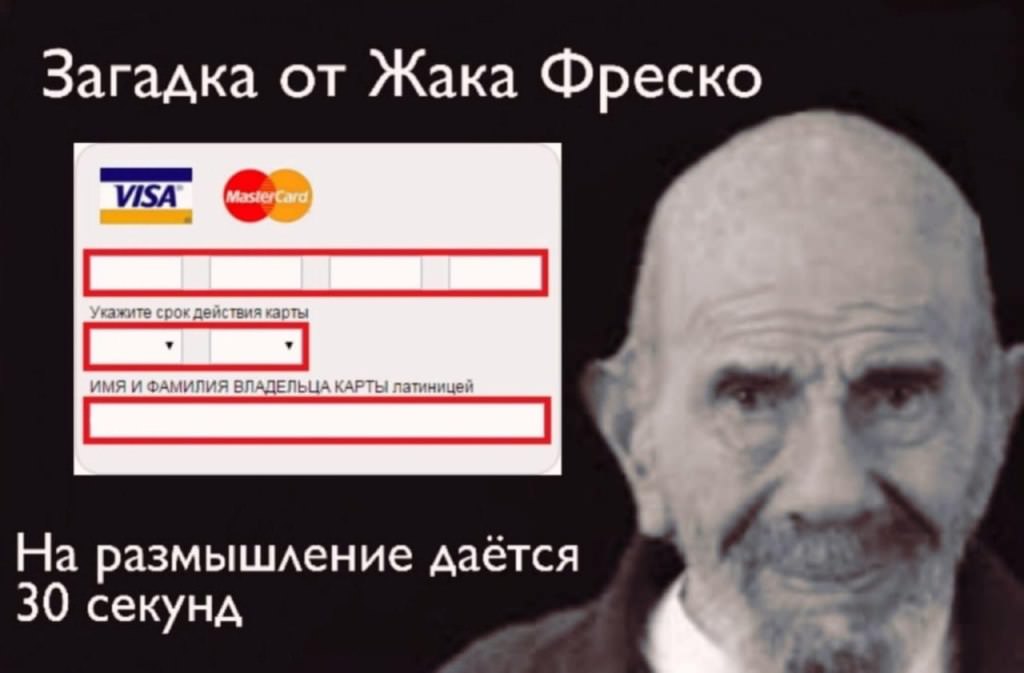 Загадка от Жака Фреско
VISA
MasterCard
Укажите срок действия карты
ИМЯ И ФАМИЛИЯ ВЛАДЕЛЬЦА КАРТЫ латиницей
На размышление даётся
30 секунд